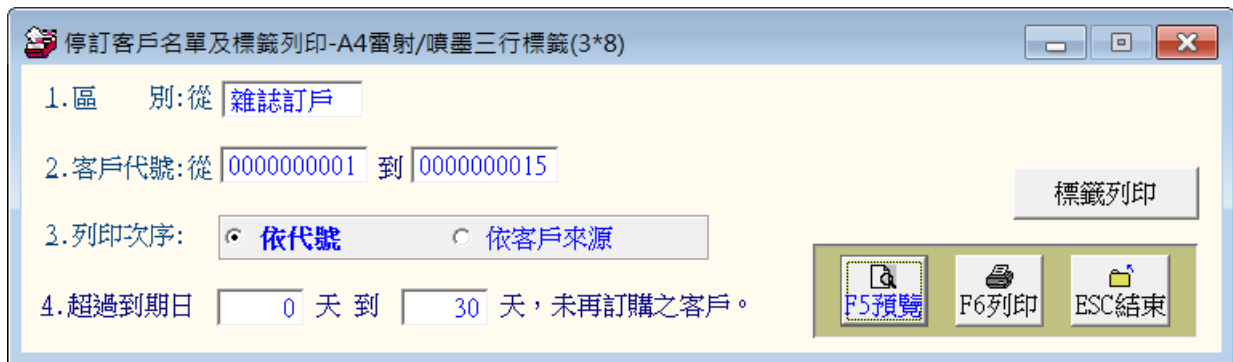 停訂客戶名單及標籤列印-A4雷射/噴墨三行標籤(3*8)
1.區　　別:從 雜誌訂戶
2.客戶代號:從 0000000001 到 0000000015
標籤列印
3.列印次序: 依代號 依客戶來源
4.超過到期日 0 天 到 30 天，未再訂購之客戶。
F5預覽 F6列印 ESC結束